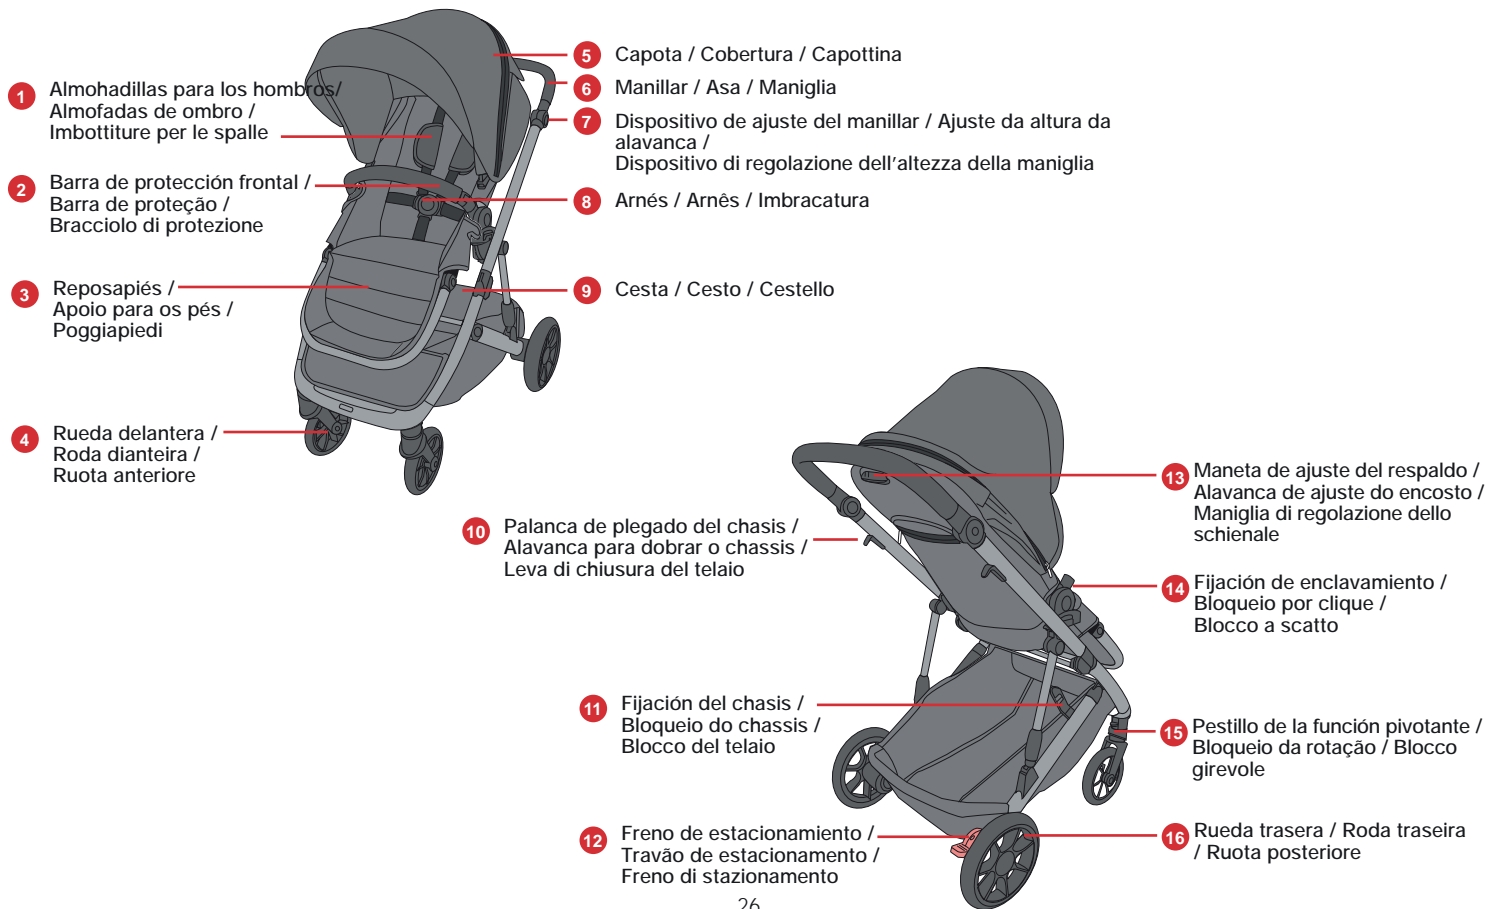 1
Almohadillas para los hombros/
Almofadas de ombro /
Imbottiture per le spalle
2
Barra de protección frontal /
Barra de proteção /
Bracciolo di protezione
3
Reposapiés /
Apoio para os pés /
Poggiapiedi
4
Rueda delantera /
Roda dianteira /
Ruota anteriore
5
Capota / Cobertura / Capottina
6
Manillar / Asa / Maniglia
7
Dispositivo de ajuste del manillar / Ajuste da altura da
alavanca /
Dispositivo di regolazione dell'altezza della maniglia
8
Arnés / Arnês / Imbracatura
9
Cesta / Cesto / Cestello
10
Palanca de plegado del chasis /
Alavanca para dobrar o chassis /
Leva di chiusura del telaio
11
Fijación del chasis /
Bloqueio do chassis /
Blocco del telaio
12
Freno de estacionamiento /
Travão de estacionamento /
Freno di stazionamento
13
Maneta de ajuste del respaldo /
Alavanca de ajuste do encosto /
Maniglia di regolazione dello
schienale
14
Fijación de enclavamiento /
Bloqueio por clique /
Blocco a scatto
15
Pestillo de la función pivotante /
Bloqueio da rotação / Blocco
girevole
16
Rueda trasera / Roda traseira
/ Ruota posteriore
26